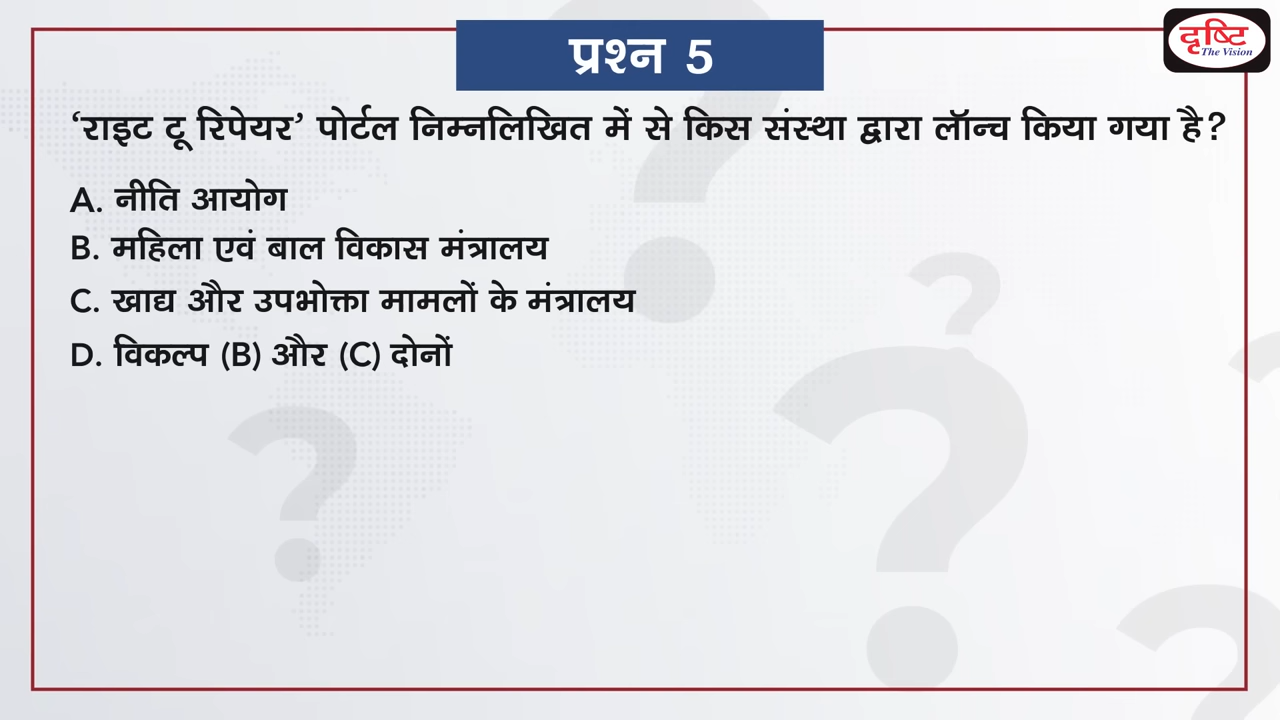 प्रश्न 5
दृष्टि
The Vision
‘राइट टू रिपेयर’ पोर्टल निम्नलिखित में से किस संस्था द्वारा लॉन्च किया गया है?
A. नीति आयोग
B. महिला एवं बाल विकास मंत्रालय
C. खाद्य और उपभोक्ता मामलों के मंत्रालय
D. विकल्प (B) और (C) दोनों